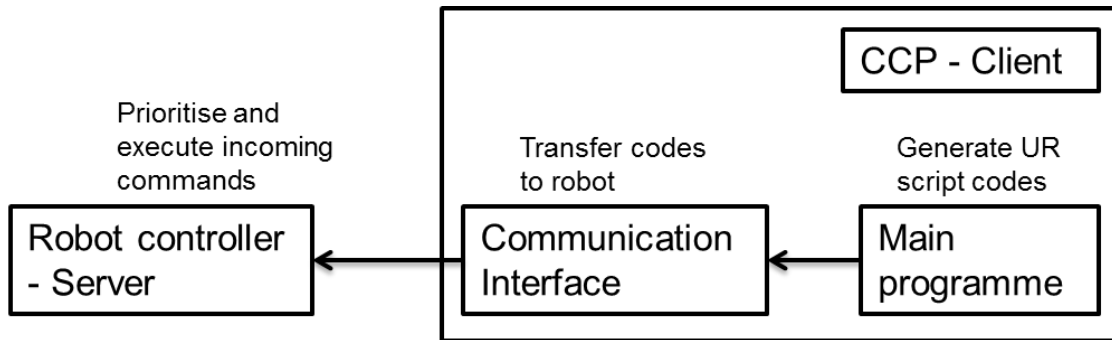 CCP - Client
Prioritise and
execute incoming
commands
Transfer codes
to robot
Generate UR
script codes
Robot controller
- Server
Communication
Interface
Main
programme